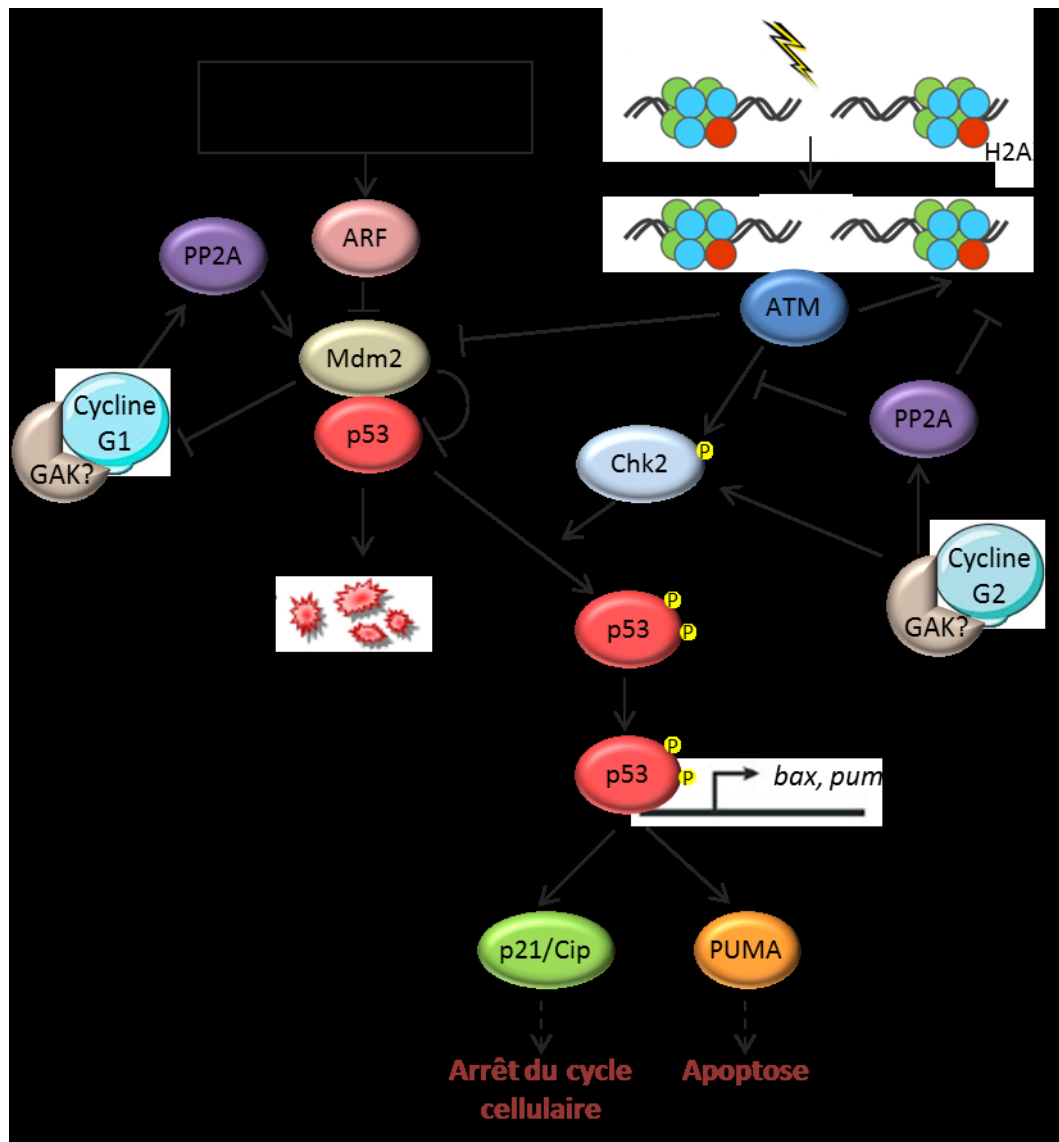 H2A
ARF
PP2A
ATM
Mdm2
Cycline
G1
PP2A
p53
GAK?
Chk2
P
Cycline
G2
P
p53
P
GAK?
P
p53
P
bax, pum
p21/Cip
PUMA
Arrêt du cycle
cellulaire
Apoptose